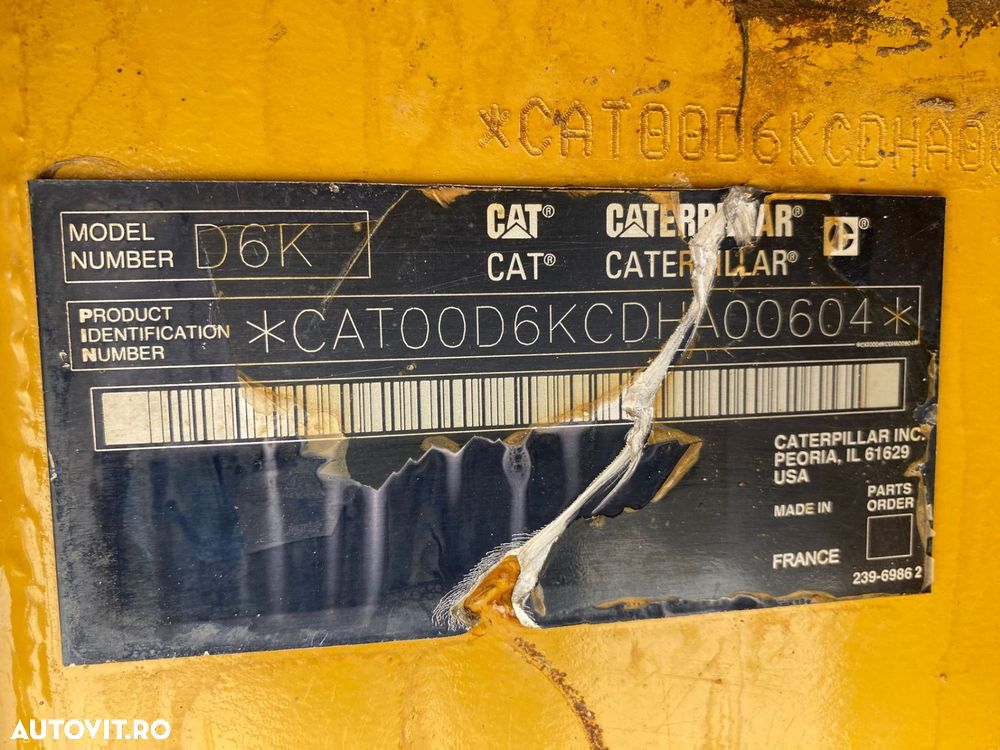 *CAT00D6KCDHA00
MODEL NUMBER D6K
CAT® CATERPILLAR® ®
CAT® CATERPILLAR®
PRODUCT IDENTIFICATION NUMBER *CAT00D6KCDHA00604*
*CAT00D6KCDHA00604*
CATERPILLAR INC.
PEORIA, IL 61629
USA
MADE IN
FRANCE
PARTS
ORDER
239-6986 2
AUTOVIT.RO